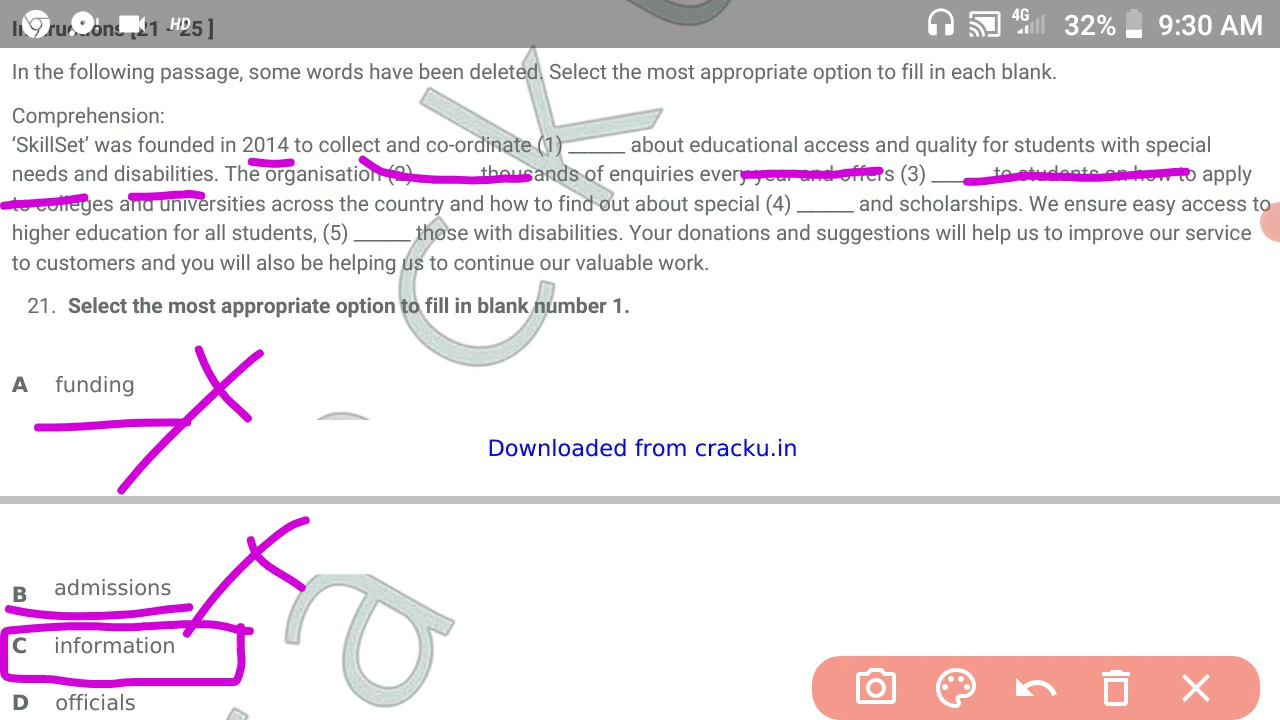 Instructions [21 - 25 ]
HD 4G 32% 9:30 AM
In the following passage, some words have been deleted. Select the most appropriate option to fill in each blank.
Comprehension:
‘SkillSet’ was founded in 2014 to collect and co-ordinate (1) ______ about educational access and quality for students with special
needs and disabilities. The organisation (2) ______ thousands of enquiries every year and offers (3) ______ to students on how to apply
to colleges and universities across the country and how to find out about special (4) ______ and scholarships. We ensure easy access to
higher education for all students, (5) ______ those with disabilities. Your donations and suggestions will help us to improve our service
to customers and you will also be helping us to continue our valuable work.
21. Select the most appropriate option to fill in blank number 1.
A funding
Downloaded from cracku.in
B admissions
C information
D officials